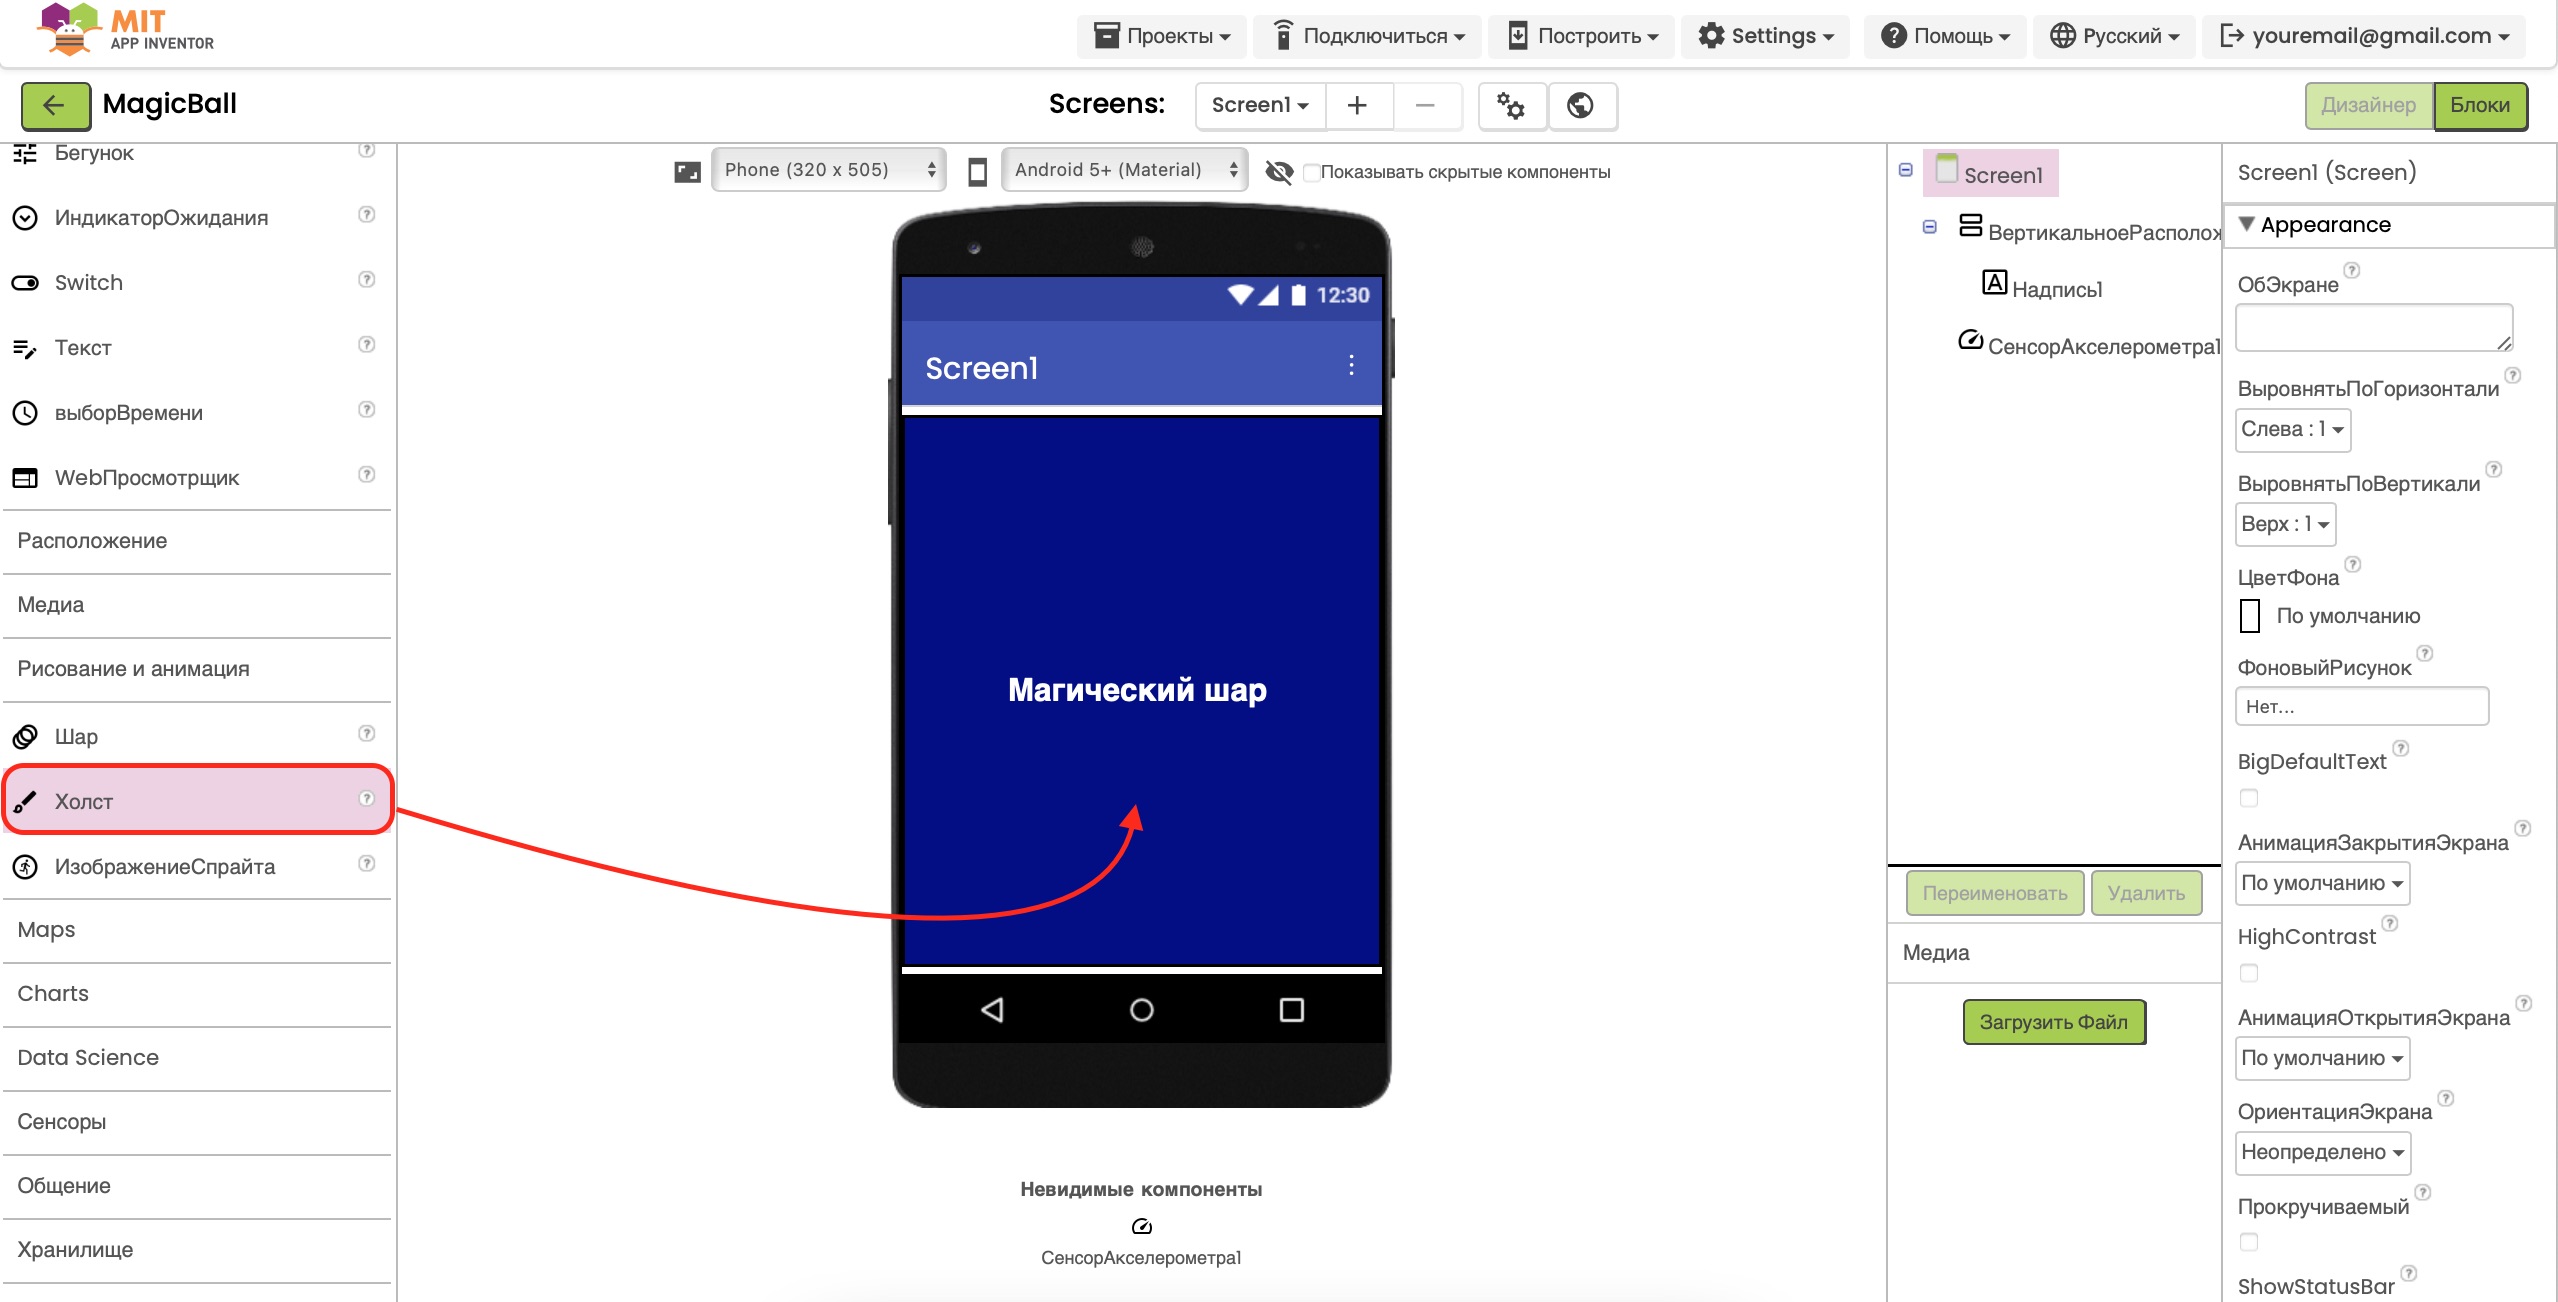 MIT
APP INVENTOR
Проекты
Подключиться
Построить
Settings
Помощь
Русский
youremail@gmail.com
MagicBall
Screens:
Screen1
Дизайнер
Блоки
Бегунок
ИндикаторОжидания
Switch
Текст
выборВремени
WebПросмотрщик
Расположение
Медиа
Рисование и анимация
Шар
Холст
ИзображениеСпрайта
Maps
Charts
Data Science
Сенсоры
Общение
Хранилище
Phone (320 x 505)
Android 5+ (Material)
Показывать скрытые компоненты
12:30
Screen1
Магический шар
Невидимые компоненты
СенсорАкселерометра1
Screen1
ВертикальноеРасполож
Надпись1
СенсорАкселерометра1
Переименовать
Удалить
Медиа
Загрузить Файл
Screen1 (Screen)
Appearance
ОбЭкране
ВыровнятьПоГоризонтали
Слева : 1
ВыровнятьПоВертикали
Верх : 1
ЦветФона
По умолчанию
ФоновыйРисунок
Нет...
BigDefaultText
АнимацияЗакрытияЭкрана
По умолчанию
HighContrast
АнимацияОткрытияЭкрана
По умолчанию
ОриентацияЭкрана
Неопределено
Прокручиваемый
ShowStatusBar